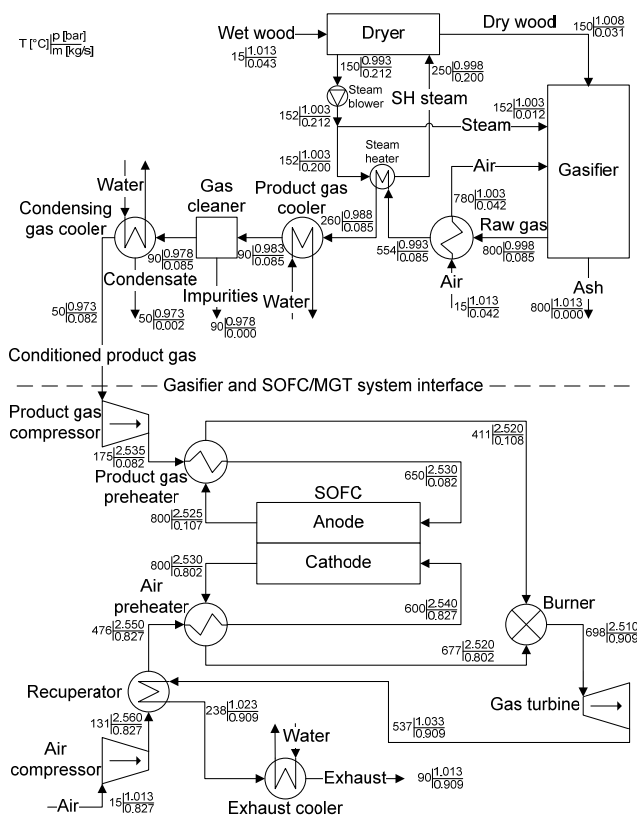 T [°C] p [bar]
m [kg/s]
Wet wood
15 1.013
0.043
Dryer
Dry wood
150 1.008
0.031
150 0.993
0.212
250 0.998
0.200
Steam
blower
SH steam
152 1.003
0.212
152 1.003
0.012
Steam
152 1.003
0.200
Steam
heater
Air
Gasifier
780 1.003
0.042
Water
Gas
cleaner
Product gas
cooler
Condensing
gas cooler
260 0.988
0.085
Raw gas
90 0.978
0.085
90 0.983
0.085
554 0.993
0.085
800 0.998
0.085
Condensate
Impurities
Water
Air
Ash
50 0.973
0.082
50 0.973
0.002
90 0.978
0.000
15 1.013
0.042
800 1.013
0.000
Conditioned product gas
Gasifier and SOFC/MGT system interface
Product gas
compressor
411 2.520
0.108
175 2.535
0.082
Product gas
preheater
650 2.530
0.082
SOFC
800 2.525
0.107
Anode
800 2.530
0.802
Cathode
Air
preheater
600 2.540
0.827
Burner
476 2.550
0.827
677 2.520
0.802
698 2.510
0.909
Recuperator
238 1.023
0.909
537 1.033
0.909
Gas turbine
131 2.560
0.827
Air
compressor
Water
Exhaust
90 1.013
0.909
Air
15 1.013
0.827
Exhaust cooler